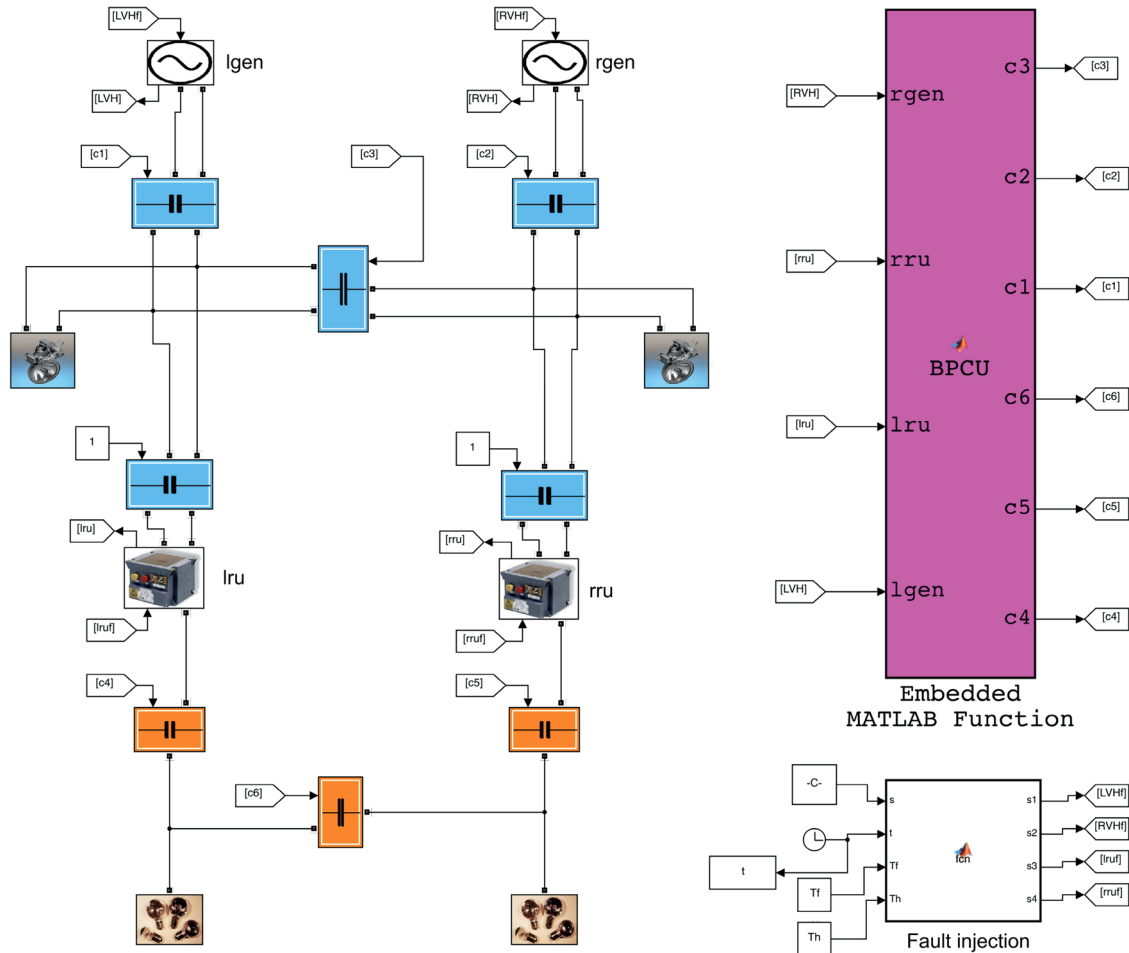 [LVHf]
lgen
[LVH]
[RVHf]
rgen
[RVH]
[c1]
[c3]
[c2]
1
1
[lru]
lru
[lruf]
[rru]
rru
[rruf]
[c4]
[c5]
[c6]
[RVH]
rgen
[rru]
rru
[lru]
lru
[LVH]
lgen
BPCU
c3
[c3]
c2
[c2]
c1
[c1]
c6
[c6]
c5
[c5]
c4
[c4]
Embedded
MATLAB Function
-C-
t
Tf
Th
s
t
Tf
Th
fcn
s1
[LVHf]
s2
[RVHf]
s3
[lruf]
s4
[rruf]
Fault injection